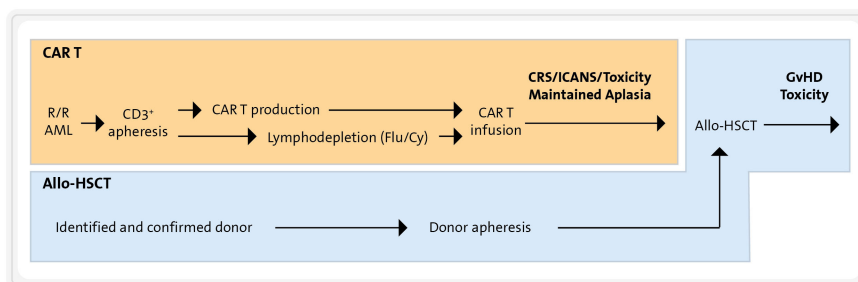 CAR T
CRS/ICANS/Toxicity
Maintained Aplasia
GvHD
Toxicity
R/R
AML
CD3⁺
apheresis
CAR T production
Lymphodepletion (Flu/Cy)
CAR T
infusion
Allo-HSCT
Allo-HSCT
Identified and confirmed donor
Donor apheresis